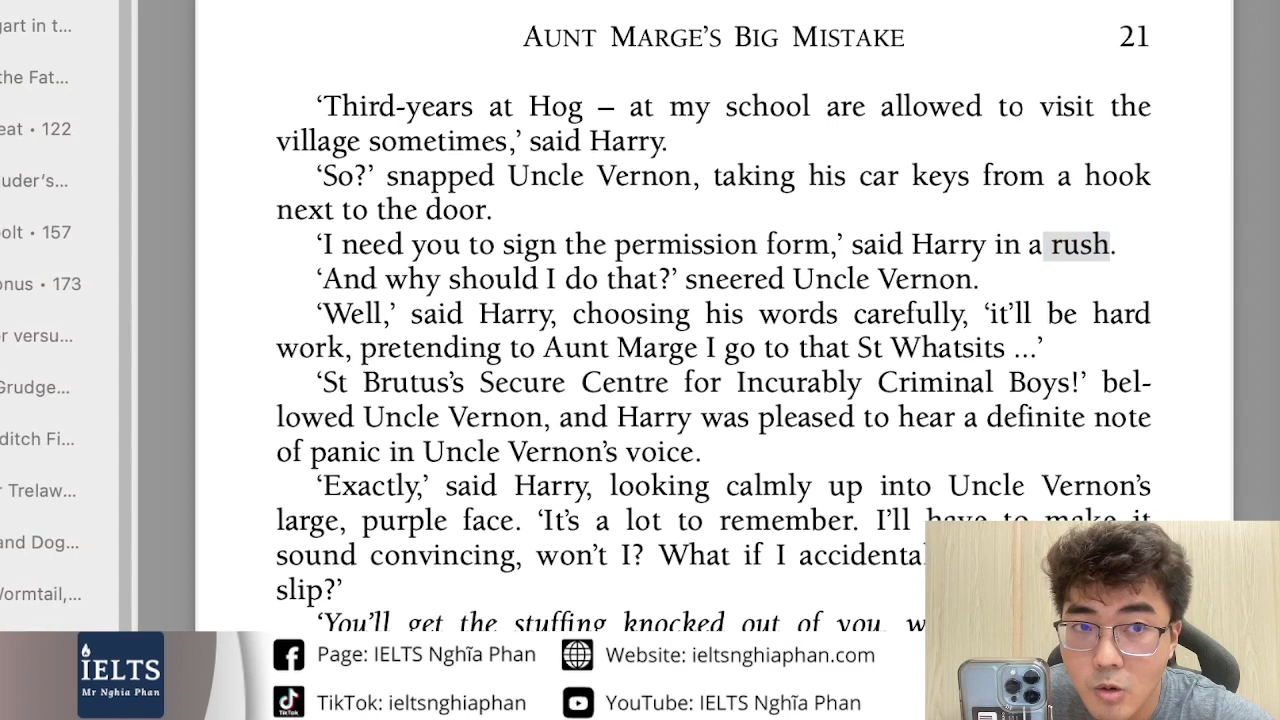 gart in t...
the Fat...
eat • 122
uder's...
olt • 157
onus • 173
r versu...
Grudge...
ditch Fi...
r Trelaw...
and Dog...
Wormtail,...
AUNT MARGE'S BIG MISTAKE 21
‘Third-years at Hog – at my school are allowed to visit the
village sometimes,’ said Harry.
‘So?’ snapped Uncle Vernon, taking his car keys from a hook
next to the door.
‘I need you to sign the permission form,’ said Harry in a rush.
‘And why should I do that?’ sneered Uncle Vernon.
‘Well,’ said Harry, choosing his words carefully, ‘it’ll be hard
work, pretending to Aunt Marge I go to that St Whatsits ...’
‘St Brutus’s Secure Centre for Incurably Criminal Boys!’ bel-
lowed Uncle Vernon, and Harry was pleased to hear a definite note
of panic in Uncle Vernon’s voice.
‘Exactly,’ said Harry, looking calmly up into Uncle Vernon’s
large, purple face. ‘It’s a lot to remember. I’ll have to make it
sound convincing, won’t I? What if I accidental
slip?’
‘You’ll get the stuffing knocked out of you, w
IELTS
Mr Nghia Phan
Page: IELTS Nghĩa Phan
Website: ieltsnghiaphan.com
TikTok: ieltsnghiaphan
YouTube: IELTS Nghĩa Phan